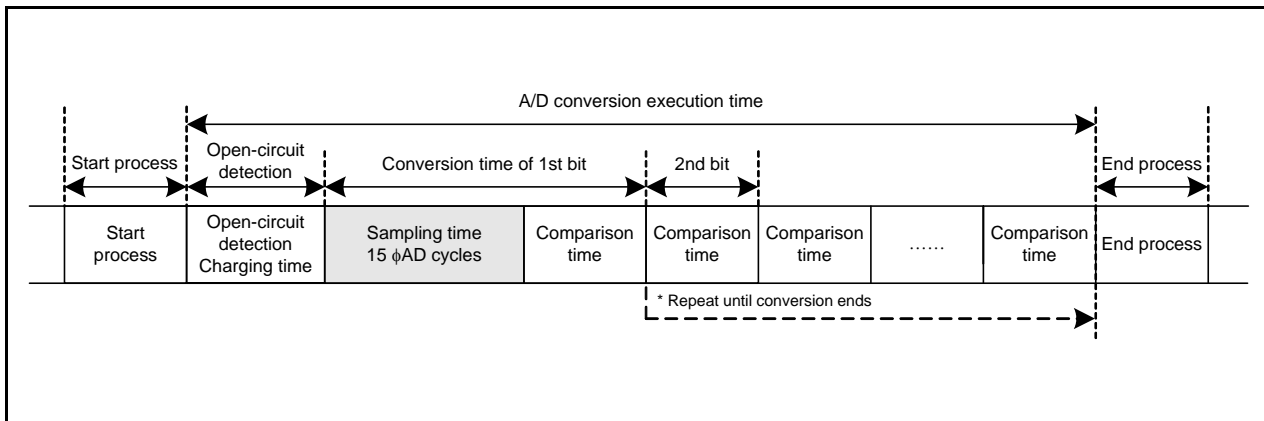 A/D conversion execution time
Start process
Open-circuit
detection
Conversion time of 1st bit
2nd bit
End process
Start
process
Open-circuit
detection
Charging time
Sampling time
15 ϕAD cycles
Comparison
time
Comparison
time
Comparison
time
……
Comparison
time
End process
* Repeat until conversion ends